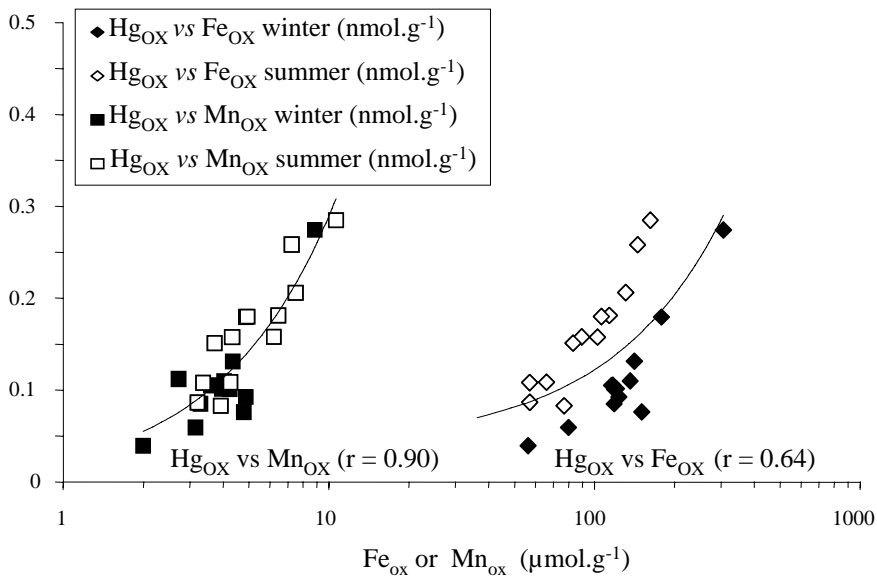 0.5
0.4
0.3
0.2
0.1
0
Hg_OX vs Fe_OX winter (nmol.g⁻¹)
Hg_OX vs Fe_OX summer (nmol.g⁻¹)
Hg_OX vs Mn_OX winter (nmol.g⁻¹)
Hg_OX vs Mn_OX summer (nmol.g⁻¹)
Hg_OX vs Mn_OX (r = 0.90)
Hg_OX vs Fe_OX (r = 0.64)
1 10 100 1000
Fe_ox or Mn_ox (µmol.g⁻¹)